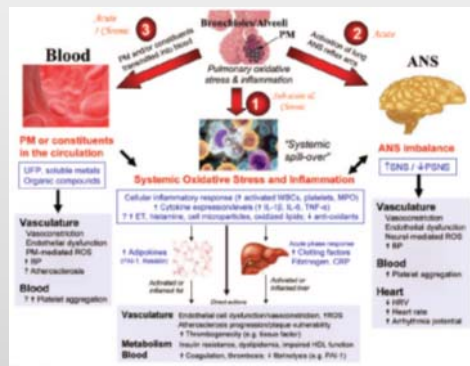 Bronchioles/Alveoli
PM
Pulmonary oxidative
stress & inflammation
3
Acute
? Chronic
PM and/or constituents
transmitted into blood
2
Acute
Activation of lung
ANS reflex arcs
1
Sub-acute &
Chronic
"Systemic
spill-over"
Blood
PM or constituents
in the circulation
UFP, soluble metals
Organic compounds
Vasculature
Vasoconstriction
Endothelial dysfunction
PM-mediated ROS
↑ BP
↑ Atherosclerosis
Blood
? ↑ Platelet aggregation
Systemic Oxidative Stress and Inflammation
Cellular inflammatory response (↑ activated WBCs, platelets, MPO)
↑ Cytokine expression/levels (↑ IL-1β, IL-6, TNF-α)
? ↑ ET, histamine, cell microparticles, oxidized lipids; ↓ anti-oxidants
↑ Adipokines
(PAI-1, Resistin)
Activated or
inflamed fat
Acute phase response
↑ Clotting factors
Fibrinogen, CRP
Activated or
inflamed liver
Direct actions
Vasculature Endothelial cell dysfunction/vasoconstriction, ↑ROS
Atherosclerosis progression/plaque vulnerability
↑ Thrombogenicity (e.g. tissue factor)
Metabolism Insulin resistance, dyslipidemia, impaired HDL function
Blood ↑ Coagulation, thrombosis; ↓ fibrinolysis (e.g. PAI-1)
ANS
ANS imbalance
↑SNS / ↓PSNS
Vasculature
Vasoconstriction
Endothelial dysfunction
Neural-mediated ROS
↑ BP
Blood
↑ Platelet aggregation
Heart
↓ HRV
↑ Heart rate
↑ Arrhythmia potential